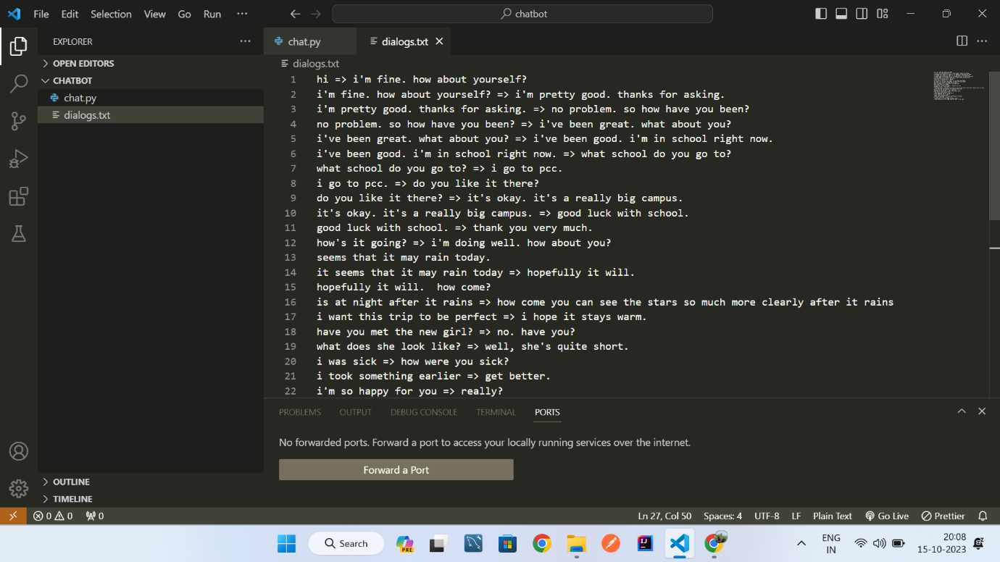 File Edit Selection View Go Run ··· chatbot
EXPLORER ···
OPEN EDITORS
CHATBOT
chat.py
dialogs.txt
OUTLINE
TIMELINE
chat.py dialogs.txt
dialogs.txt
1 hi => i'm fine. how about yourself?
2 i'm fine. how about yourself? => i'm pretty good. thanks for asking.
3 i'm pretty good. thanks for asking. => no problem. so how have you been?
4 no problem. so how have you been? => i've been great. what about you?
5 i've been great. what about you? => i've been good. i'm in school right now.
6 i've been good. i'm in school right now. => what school do you go to?
7 what school do you go to? => i go to pcc.
8 i go to pcc. => do you like it there?
9 do you like it there? => it's okay. it's a really big campus.
10 it's okay. it's a really big campus. => good luck with school.
11 good luck with school. => thank you very much.
12 how's it going? => i'm doing well. how about you?
13 seems that it may rain today.
14 it seems that it may rain today => hopefully it will.
15 hopefully it will.  how come?
16 is at night after it rains => how come you can see the stars so much more clearly after it rains
17 i want this trip to be perfect => i hope it stays warm.
18 have you met the new girl? => no. have you?
19 what does she look like? => well, she's quite short.
20 i was sick => how were you sick?
21 i took something earlier => get better.
22 i'm so happy for you => really?
PROBLEMS OUTPUT DEBUG CONSOLE TERMINAL PORTS
No forwarded ports. Forward a port to access your locally running services over the internet.
Forward a Port
0 0 0 Ln 27, Col 50 Spaces: 4 UTF-8 LF Plain Text Go Live Prettier
Search PRE IJ ENG IN 20:08 15-10-2023